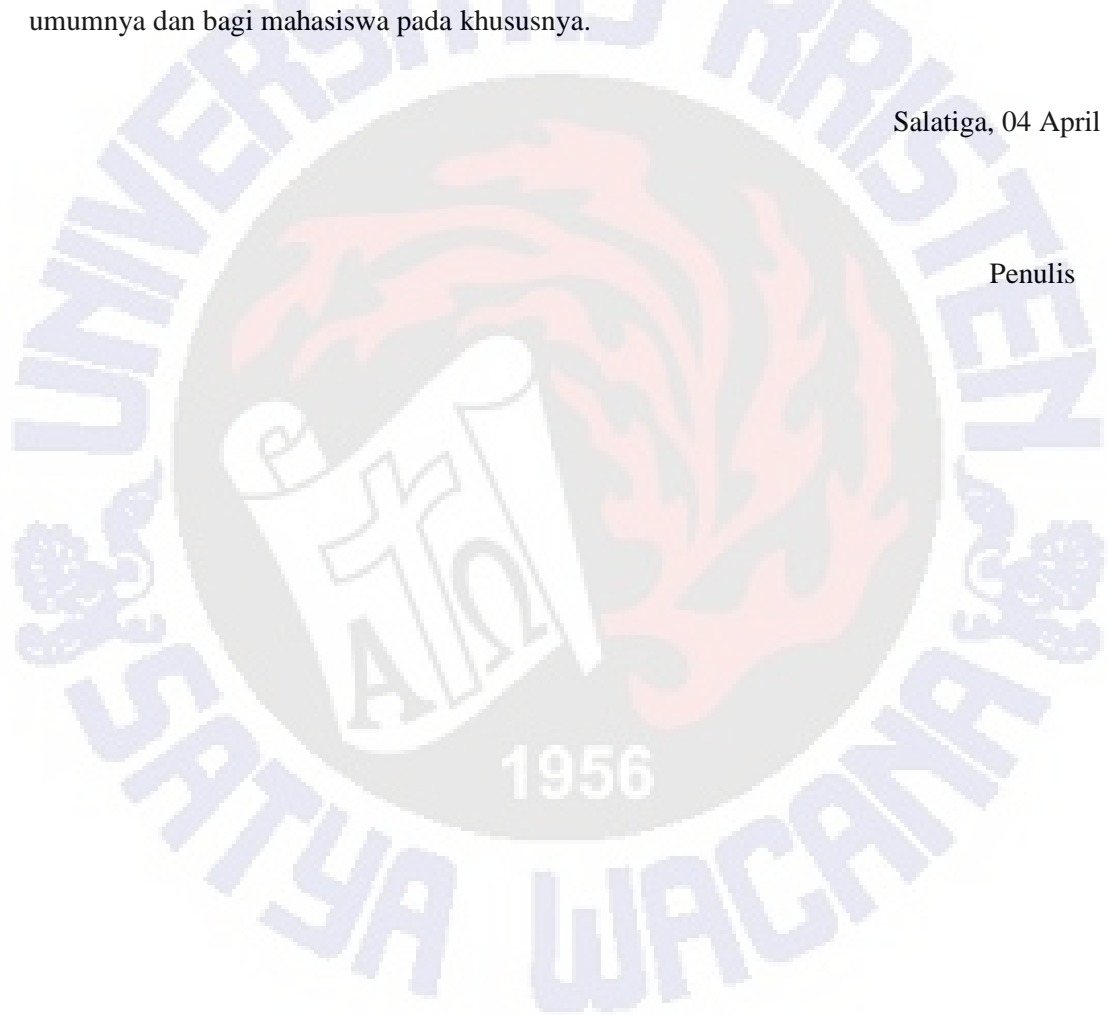 umumnya dan bagi mahasiswa pada khususnya.
Salatiga, 04 April
Penulis
UNIVERSITAS KRISTEN
SATYA WACANA
1956
Α Ω